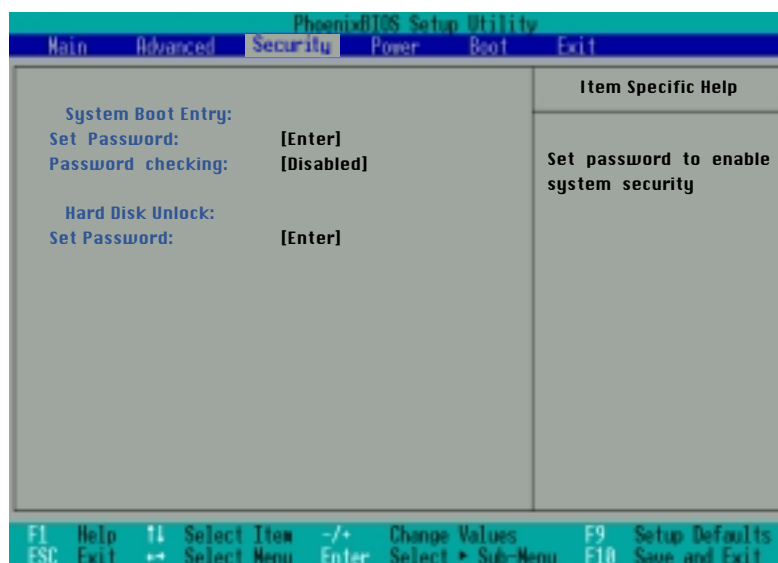 PhoenixBIOS Setup Utility
Main Advanced Security Power Boot Exit
Item Specific Help
System Boot Entry:
Set Password: [Enter]
Password checking: [Disabled]
Set password to enable
system security
Hard Disk Unlock:
Set Password: [Enter]
F1 Help ↑↓ Select Item -/+ Change Values F9 Setup Defaults
ESC Exit ↔ Select Menu Enter Select ▸ Sub-Menu F10 Save and Exit